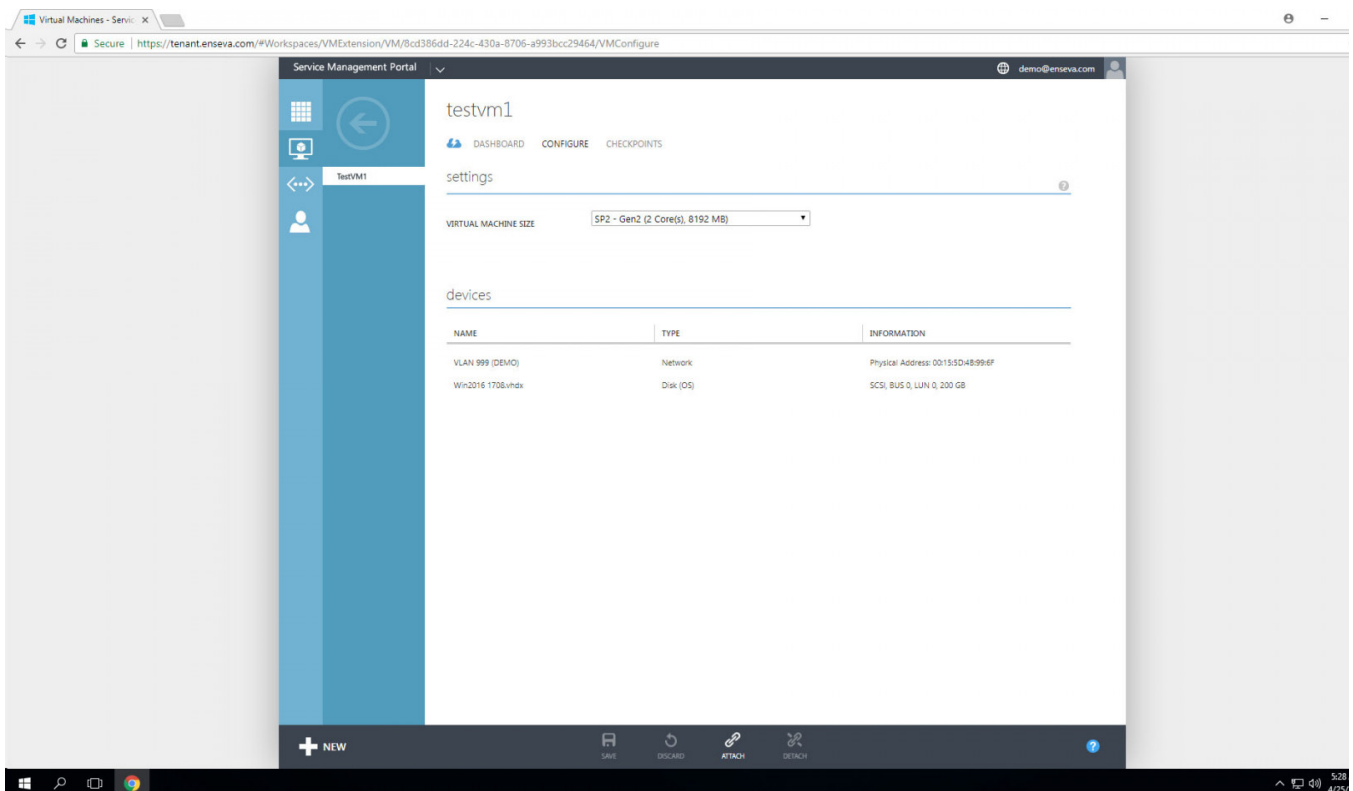 Virtual Machines - Servic
Secure https://tenant.enseva.com/#Workspaces/VMExtension/VM/8cd386dd-224c-430a-8706-a993bcc29464/VMConfigure
Service Management Portal demo@enseva.com
testvm1
DASHBOARD CONFIGURE CHECKPOINTS
TestVM1
settings
VIRTUAL MACHINE SIZE SP2 - Gen2 (2 Core(s), 8192 MB)
devices
NAME TYPE INFORMATION
VLAN 999 (DEMO) Network Physical Address: 00:15:5D:4B:99:6F
Win2016 1708.vhdx Disk (OS) SCSI, BUS 0, LUN 0, 200 GB
NEW SAVE DISCARD ATTACH DETACH
5:28
4/25/